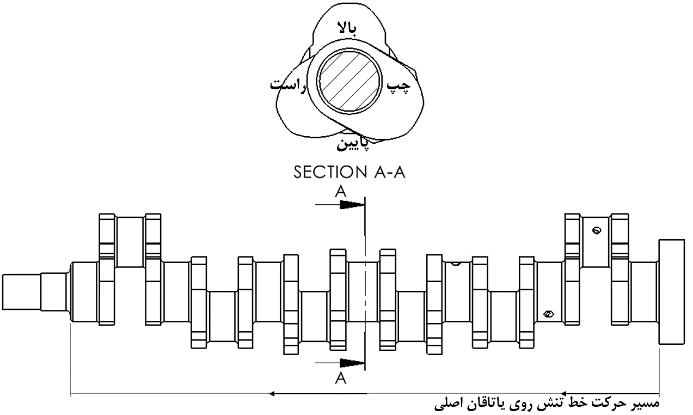 بالا
راست
چپ
پایین
SECTION A-A
A
A
مسیر حرکت خط تنش روی یاتاقان اصلی